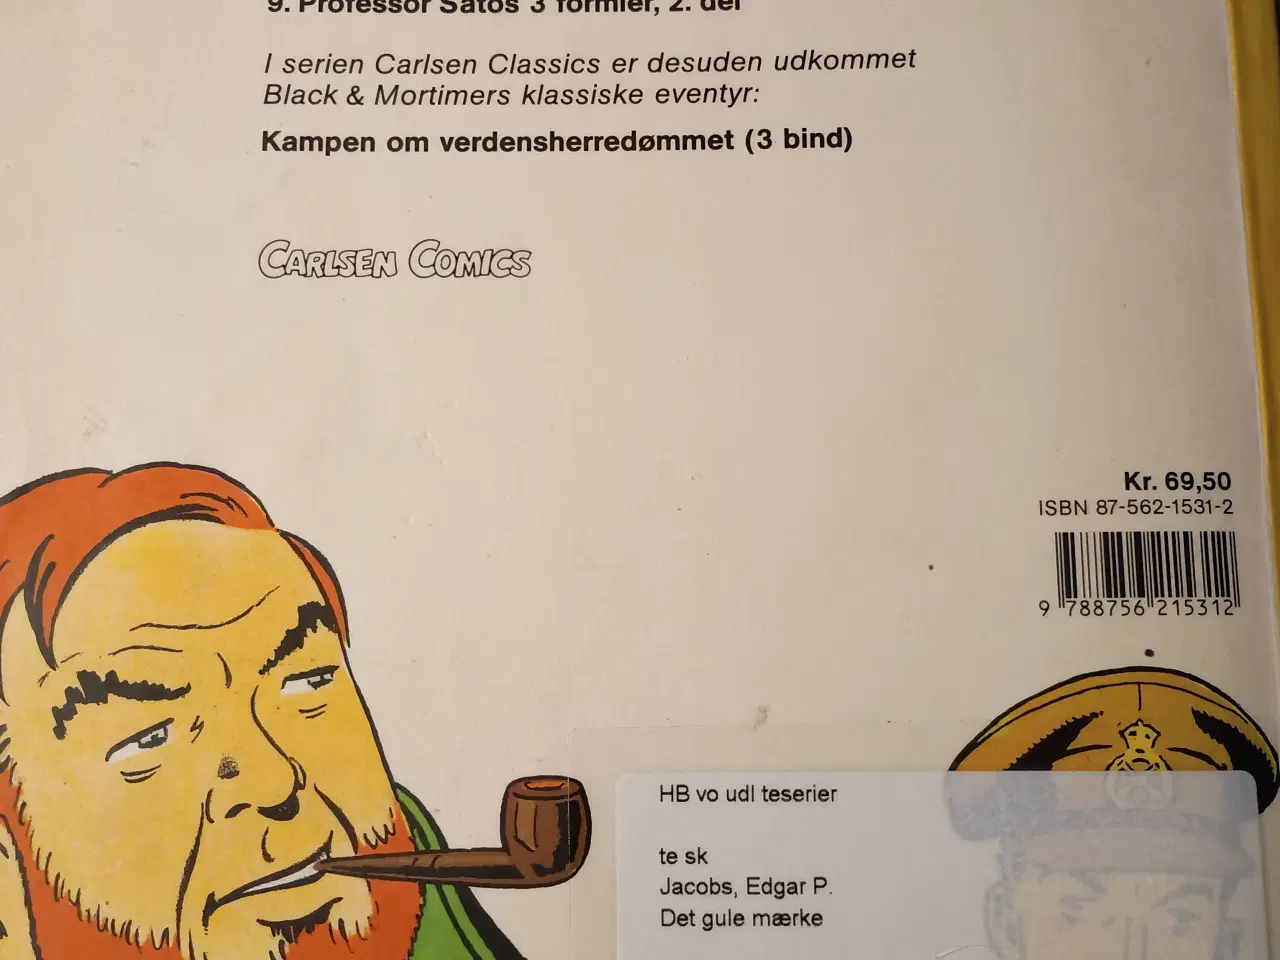 9. Professor Satos 3 formler, 2. del
I serien Carlsen Classics er desuden udkommet
Black & Mortimers klassiske eventyr:
Kampen om verdensherredømmet (3 bind)
CARLSEN COMICS
Kr. 69,50
ISBN 87-562-1531-2
9 788756 215312
HB vo udl teserier
te sk
Jacobs, Edgar P.
Det gule mærke